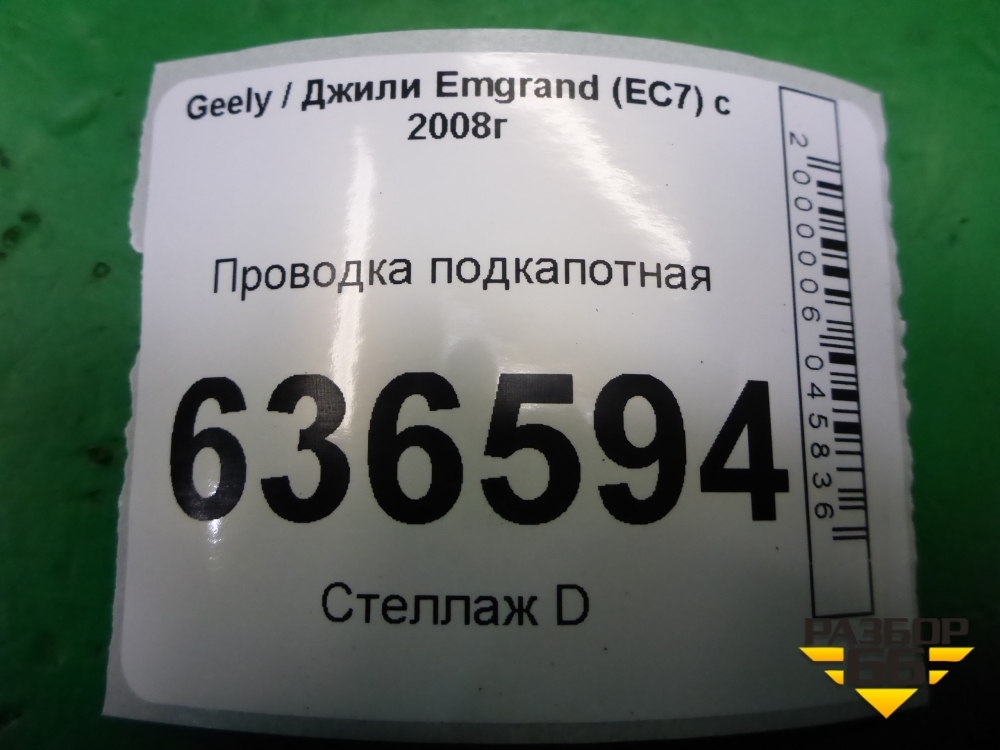 Geely / Джили Emgrand (EC7) с
2008г
Проводка подкапотная
636594
Стеллаж D
2000006045836
РАЗБОР
66